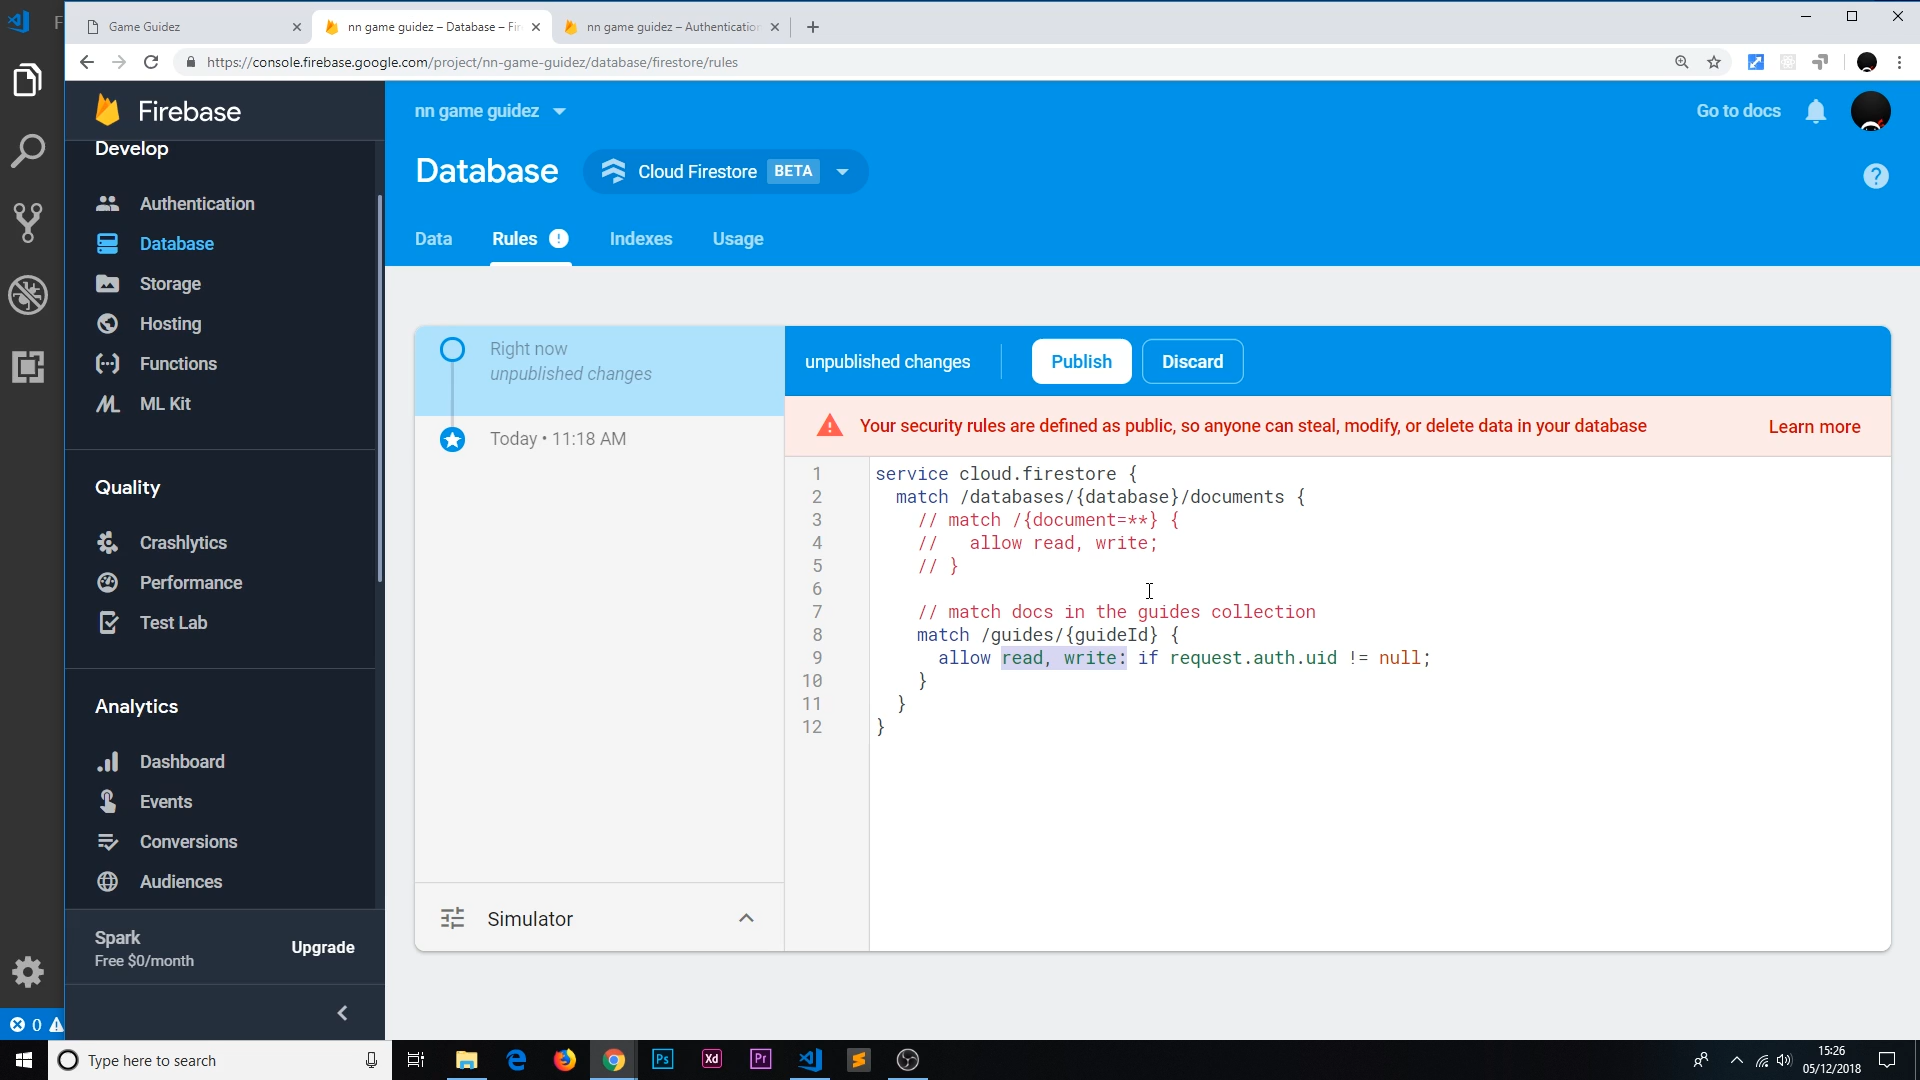 F
Game Guidez
nn game guidez – Database – Fir
nn game guidez – Authentication
https://console.firebase.google.com/project/nn-game-guidez/database/firestore/rules
Firebase
Develop
Authentication
Database
Storage
Hosting
Functions
ML Kit
Quality
Crashlytics
Performance
Test Lab
Analytics
Dashboard
Events
Conversions
Audiences
Spark
Free $0/month
Upgrade
nn game guidez
Go to docs
Database
Cloud Firestore BETA
Data
Rules
Indexes
Usage
Right now
unpublished changes
Today • 11:18 AM
Simulator
unpublished changes
Publish
Discard
Your security rules are defined as public, so anyone can steal, modify, or delete data in your database
Learn more
1 service cloud.firestore {
2 match /databases/{database}/documents {
3 // match /{document=**} {
4 // allow read, write;
5 // }
6
7 // match docs in the guides collection
8 match /guides/{guideId} {
9 allow read, write: if request.auth.uid != null;
10 }
11 }
12 }
0
Type here to search
Ps
Xd
Pr
15:26
05/12/2018